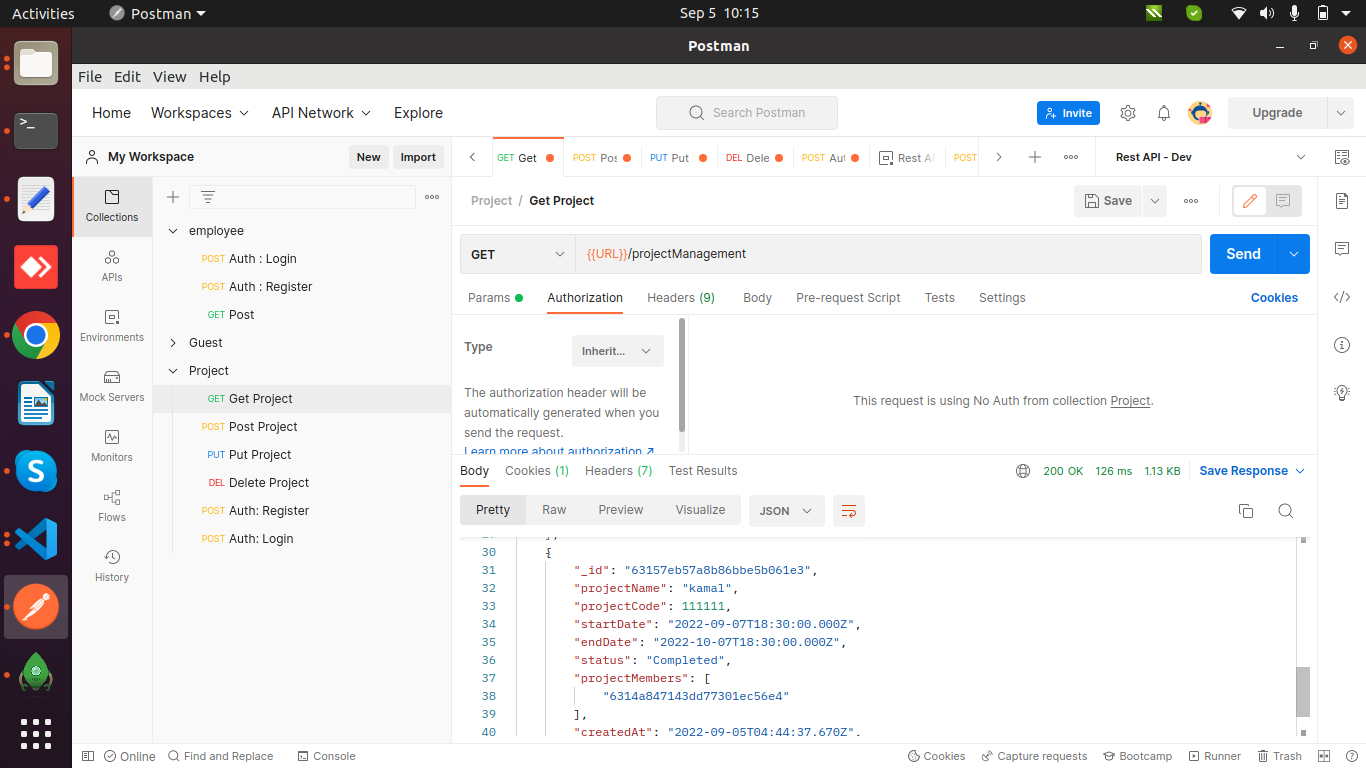 Activities Postman Sep 5 10:15
Postman
File Edit View Help
Home Workspaces API Network Explore Search Postman Invite Upgrade
My Workspace New Import GET Get POST Pos PUT Put DEL Dele POST Aut Rest A POST Rest API - Dev
Collections
APIs
Environments
Mock Servers
Monitors
Flows
History
employee
POST Auth : Login
POST Auth : Register
GET Post
Guest
Project
GET Get Project
POST Post Project
PUT Put Project
DEL Delete Project
POST Auth: Register
POST Auth: Login
Project / Get Project Save
GET {{URL}}/projectManagement Send
Params Authorization Headers (9) Body Pre-request Script Tests Settings Cookies
Type Inherit...
The authorization header will be
automatically generated when you
send the request.
Learn more about authorization
This request is using No Auth from collection Project.
Body Cookies (1) Headers (7) Test Results 200 OK 126 ms 1.13 KB Save Response
Pretty Raw Preview Visualize JSON
30 {
31 "_id": "63157eb57a8b86bbe5b061e3",
32 "projectName": "kamal",
33 "projectCode": 111111,
34 "startDate": "2022-09-07T18:30:00.000Z",
35 "endDate": "2022-10-07T18:30:00.000Z",
36 "status": "Completed",
37 "projectMembers": [
38 "6314a847143dd77301ec56e4"
39 ],
40 "createdAt": "2022-09-05T04:44:37.670Z",
Online Find and Replace Console Cookies Capture requests Bootcamp Runner Trash